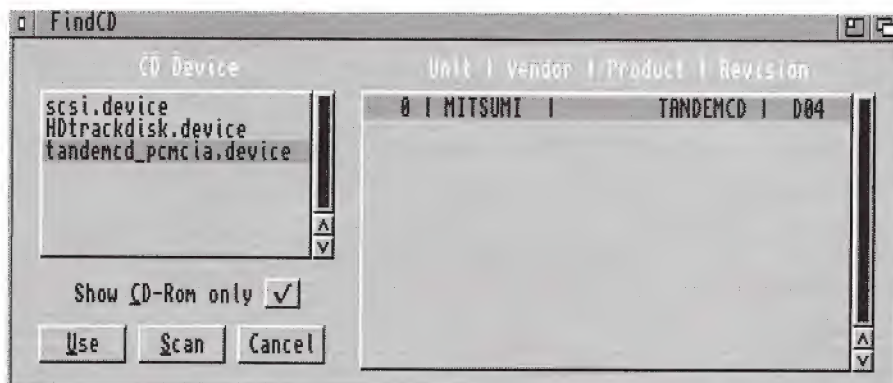 FindCD
CD Device
Unit | Vendor | Product | Revision
scsi.device
HDtrackdisk.device
tandemcd_pcmcia.device
0 | MITSUMI | TANDEMCD | D04
Show CD-Rom only
Use
Scan
Cancel